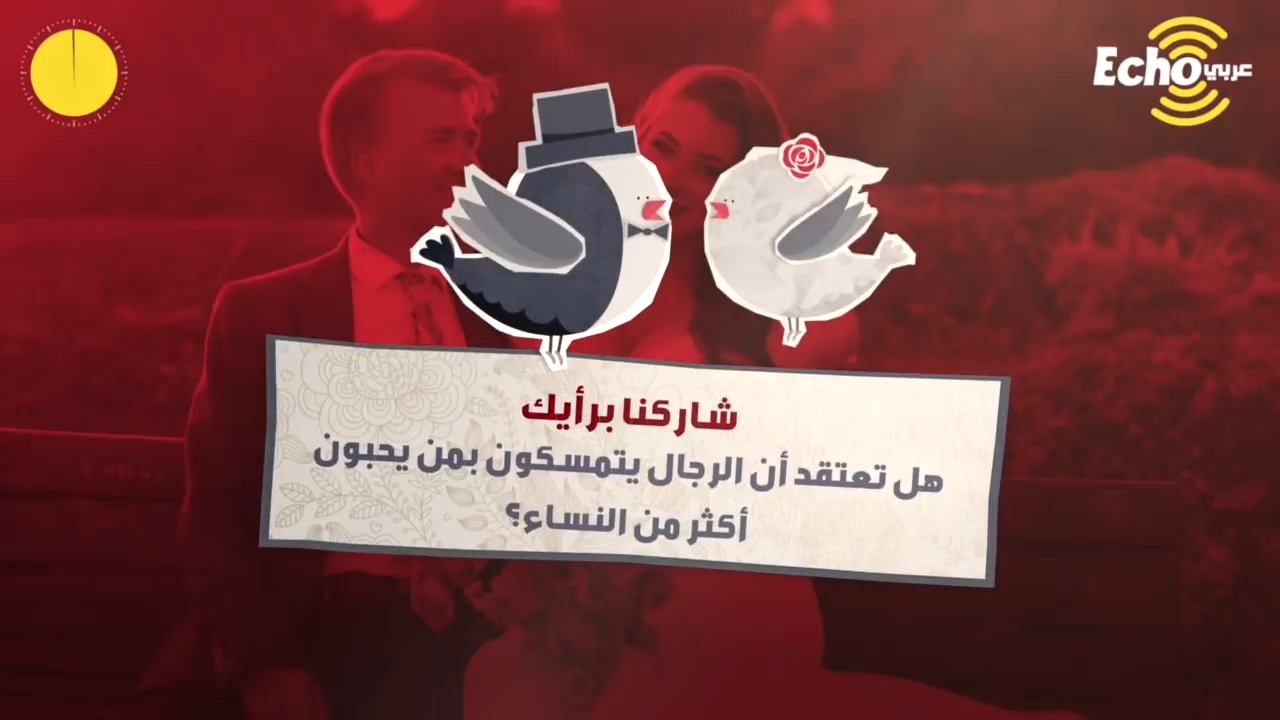 Echo عربي
شاركنا برأيك
هل تعتقد أن الرجال يتمسكون بمن يحبون
أكثر من النساء؟